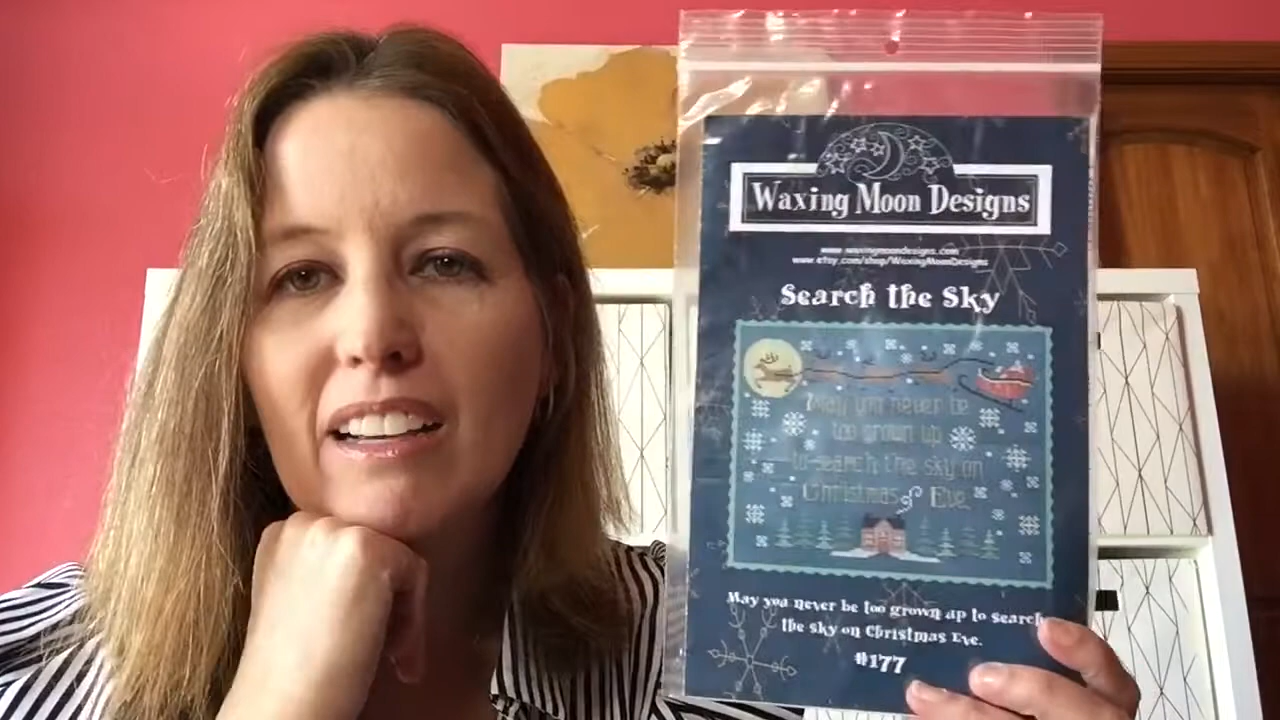 Waxing Moon Designs
www.waxingmoondesigns.com
www.etsy.com/shop/WaxingMoonDesigns
Search the Sky
May you never be
too grown up
to search the sky on
Christmas Eve
May you never be too grown up to search
the sky on Christmas Eve.
#177